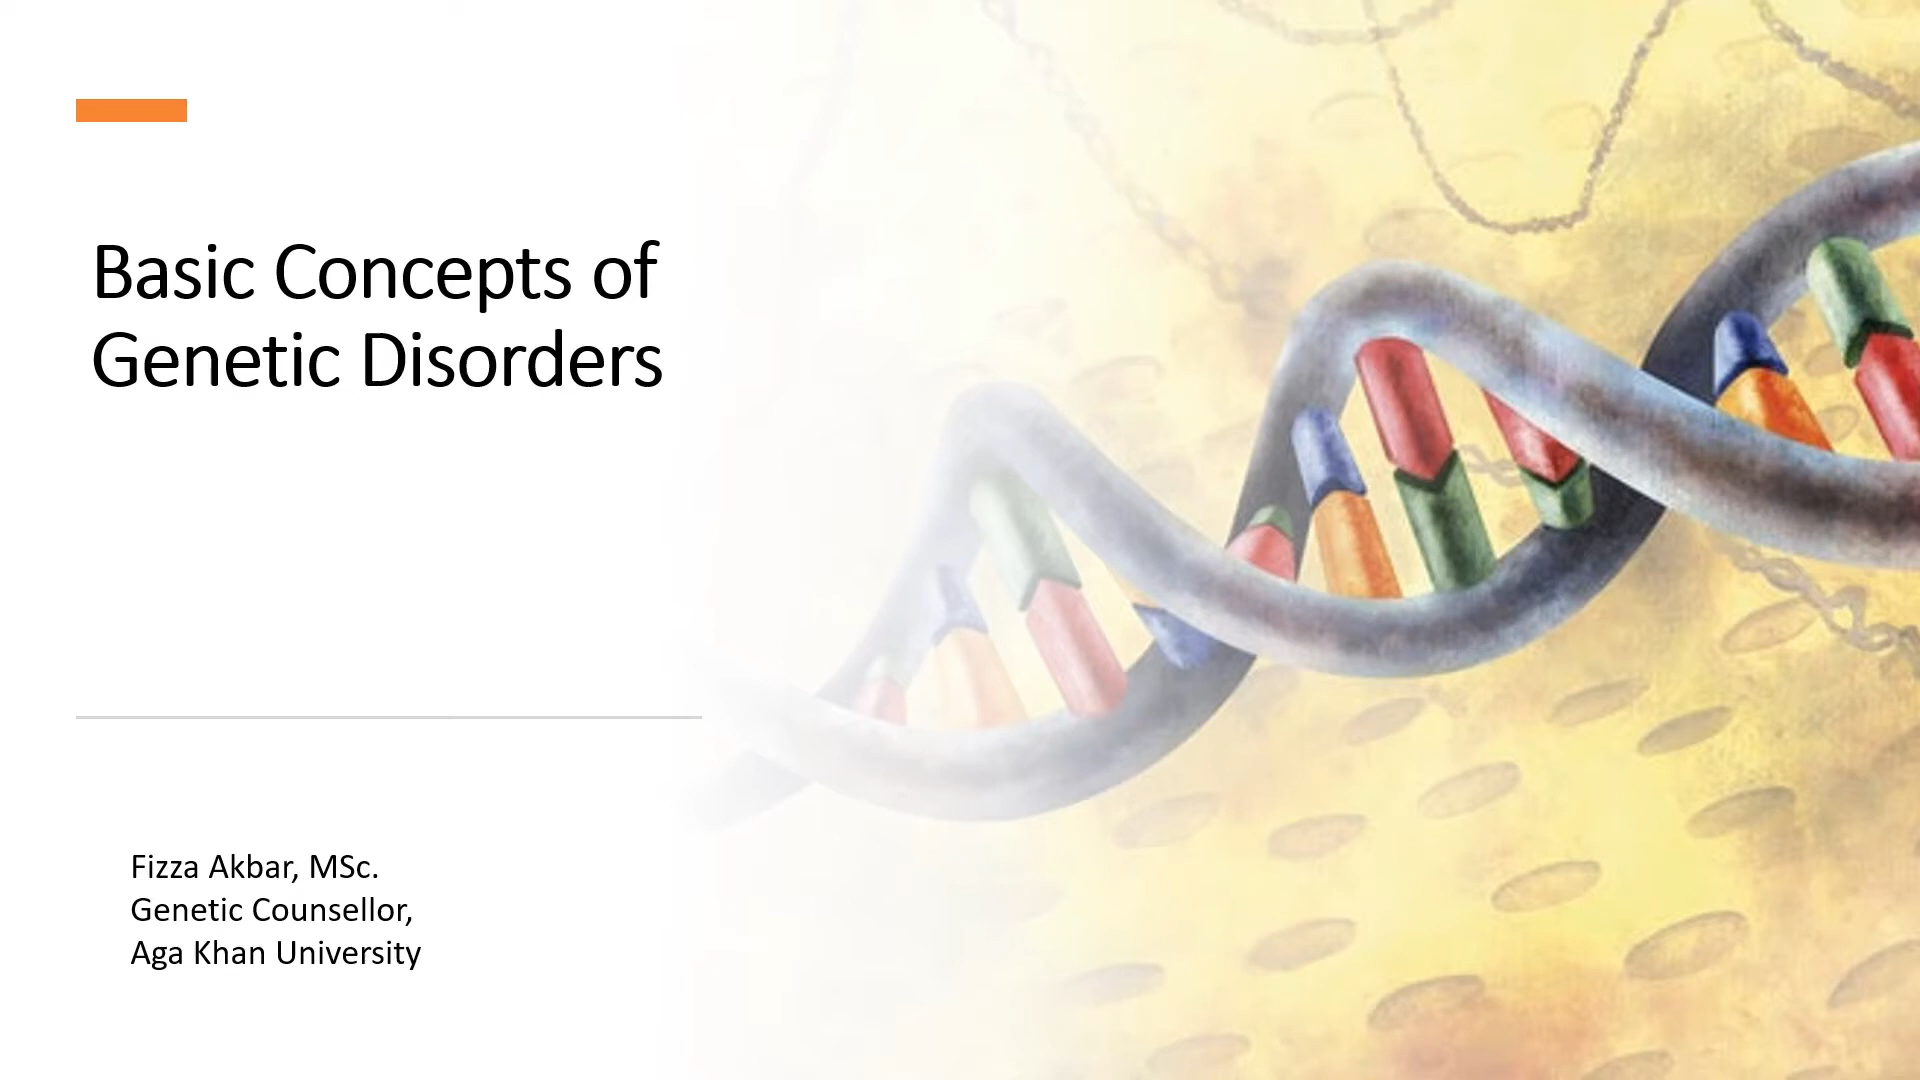 Basic Concepts of
Genetic Disorders
Fizza Akbar, MSc.
Genetic Counsellor,
Aga Khan University